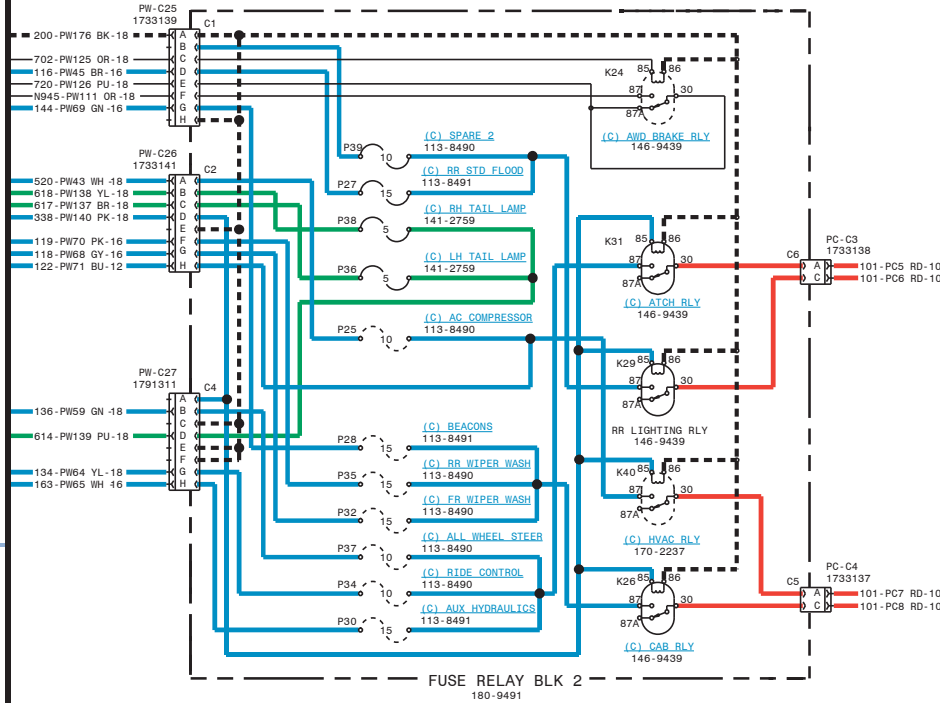 PW-C25
1733139
C1
200-PW176 BK-18
702-PW125 OR-18
116-PW45 BR-16
720-PW126 PU-18
N945-PW111 OR-18
144-PW69 GN-16
A
B
C
D
E
F
G
H
PW-C26
1733141
C2
520-PW43 WH-18
618-PW138 YL-18
617-PW137 BR-18
338-PW140 PK-18
119-PW70 PK-16
118-PW68 GY-16
122-PW71 BU-12
A
B
C
D
E
F
G
H
PW-C27
1791311
C4
136-PW59 GN-18
614-PW139 PU-18
134-PW64 YL-18
163-PW65 WH-16
A
B
C
D
E
F
G
H
P39
10
(C) SPARE 2
113-8490
P27
15
(C) RR STD FLOOD
113-8491
P38
5
(C) RH TAIL LAMP
141-2759
P36
5
(C) LH TAIL LAMP
141-2759
P25
10
(C) AC COMPRESSOR
113-8490
P28
15
(C) BEACONS
113-8491
P35
15
(C) RR WIPER WASH
113-8490
P32
15
(C) FR WIPER WASH
113-8490
P37
10
(C) ALL WHEEL STEER
113-8490
P34
10
(C) RIDE CONTROL
113-8490
P30
15
(C) AUX HYDRAULICS
113-8491
K24
85
86
87
30
87A
(C) AWD BRAKE RLY
146-9439
K31
85
86
87
30
87A
(C) ATCH RLY
146-9439
K29
85
86
87
30
87A
RR LIGHTING RLY
146-9439
K40
85
86
87
30
87A
(C) HVAC RLY
170-2237
K26
85
86
87
30
87A
(C) CAB RLY
146-9439
PC-C3
1733138
C6
A
C
101-PC5 RD-10
101-PC6 RD-10
PC-C4
1733137
C5
A
C
101-PC7 RD-10
101-PC8 RD-10
FUSE RELAY BLK 2
180-9491